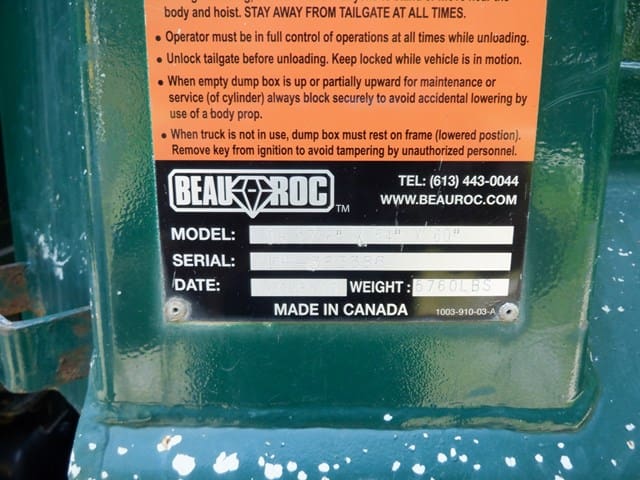 body and hoist. STAY AWAY FROM TAILGATE AT ALL TIMES.
• Operator must be in full control of operations at all times while unloading.
• Unlock tailgate before unloading. Keep locked while vehicle is in motion.
• When empty dump box is up or partially upward for maintenance or
service (of cylinder) always block securely to avoid accidental lowering by
use of a body prop.
• When truck is not in use, dump box must rest on frame (lowered postion).
Remove key from ignition to avoid tampering by unauthorized personnel.
BEAU ROC TM
TEL: (613) 443-0044
WWW.BEAUROC.COM
MODEL: X 54" X 60"
SERIAL:
DATE: WEIGHT: 5760LBS
MADE IN CANADA 1003-910-03-A